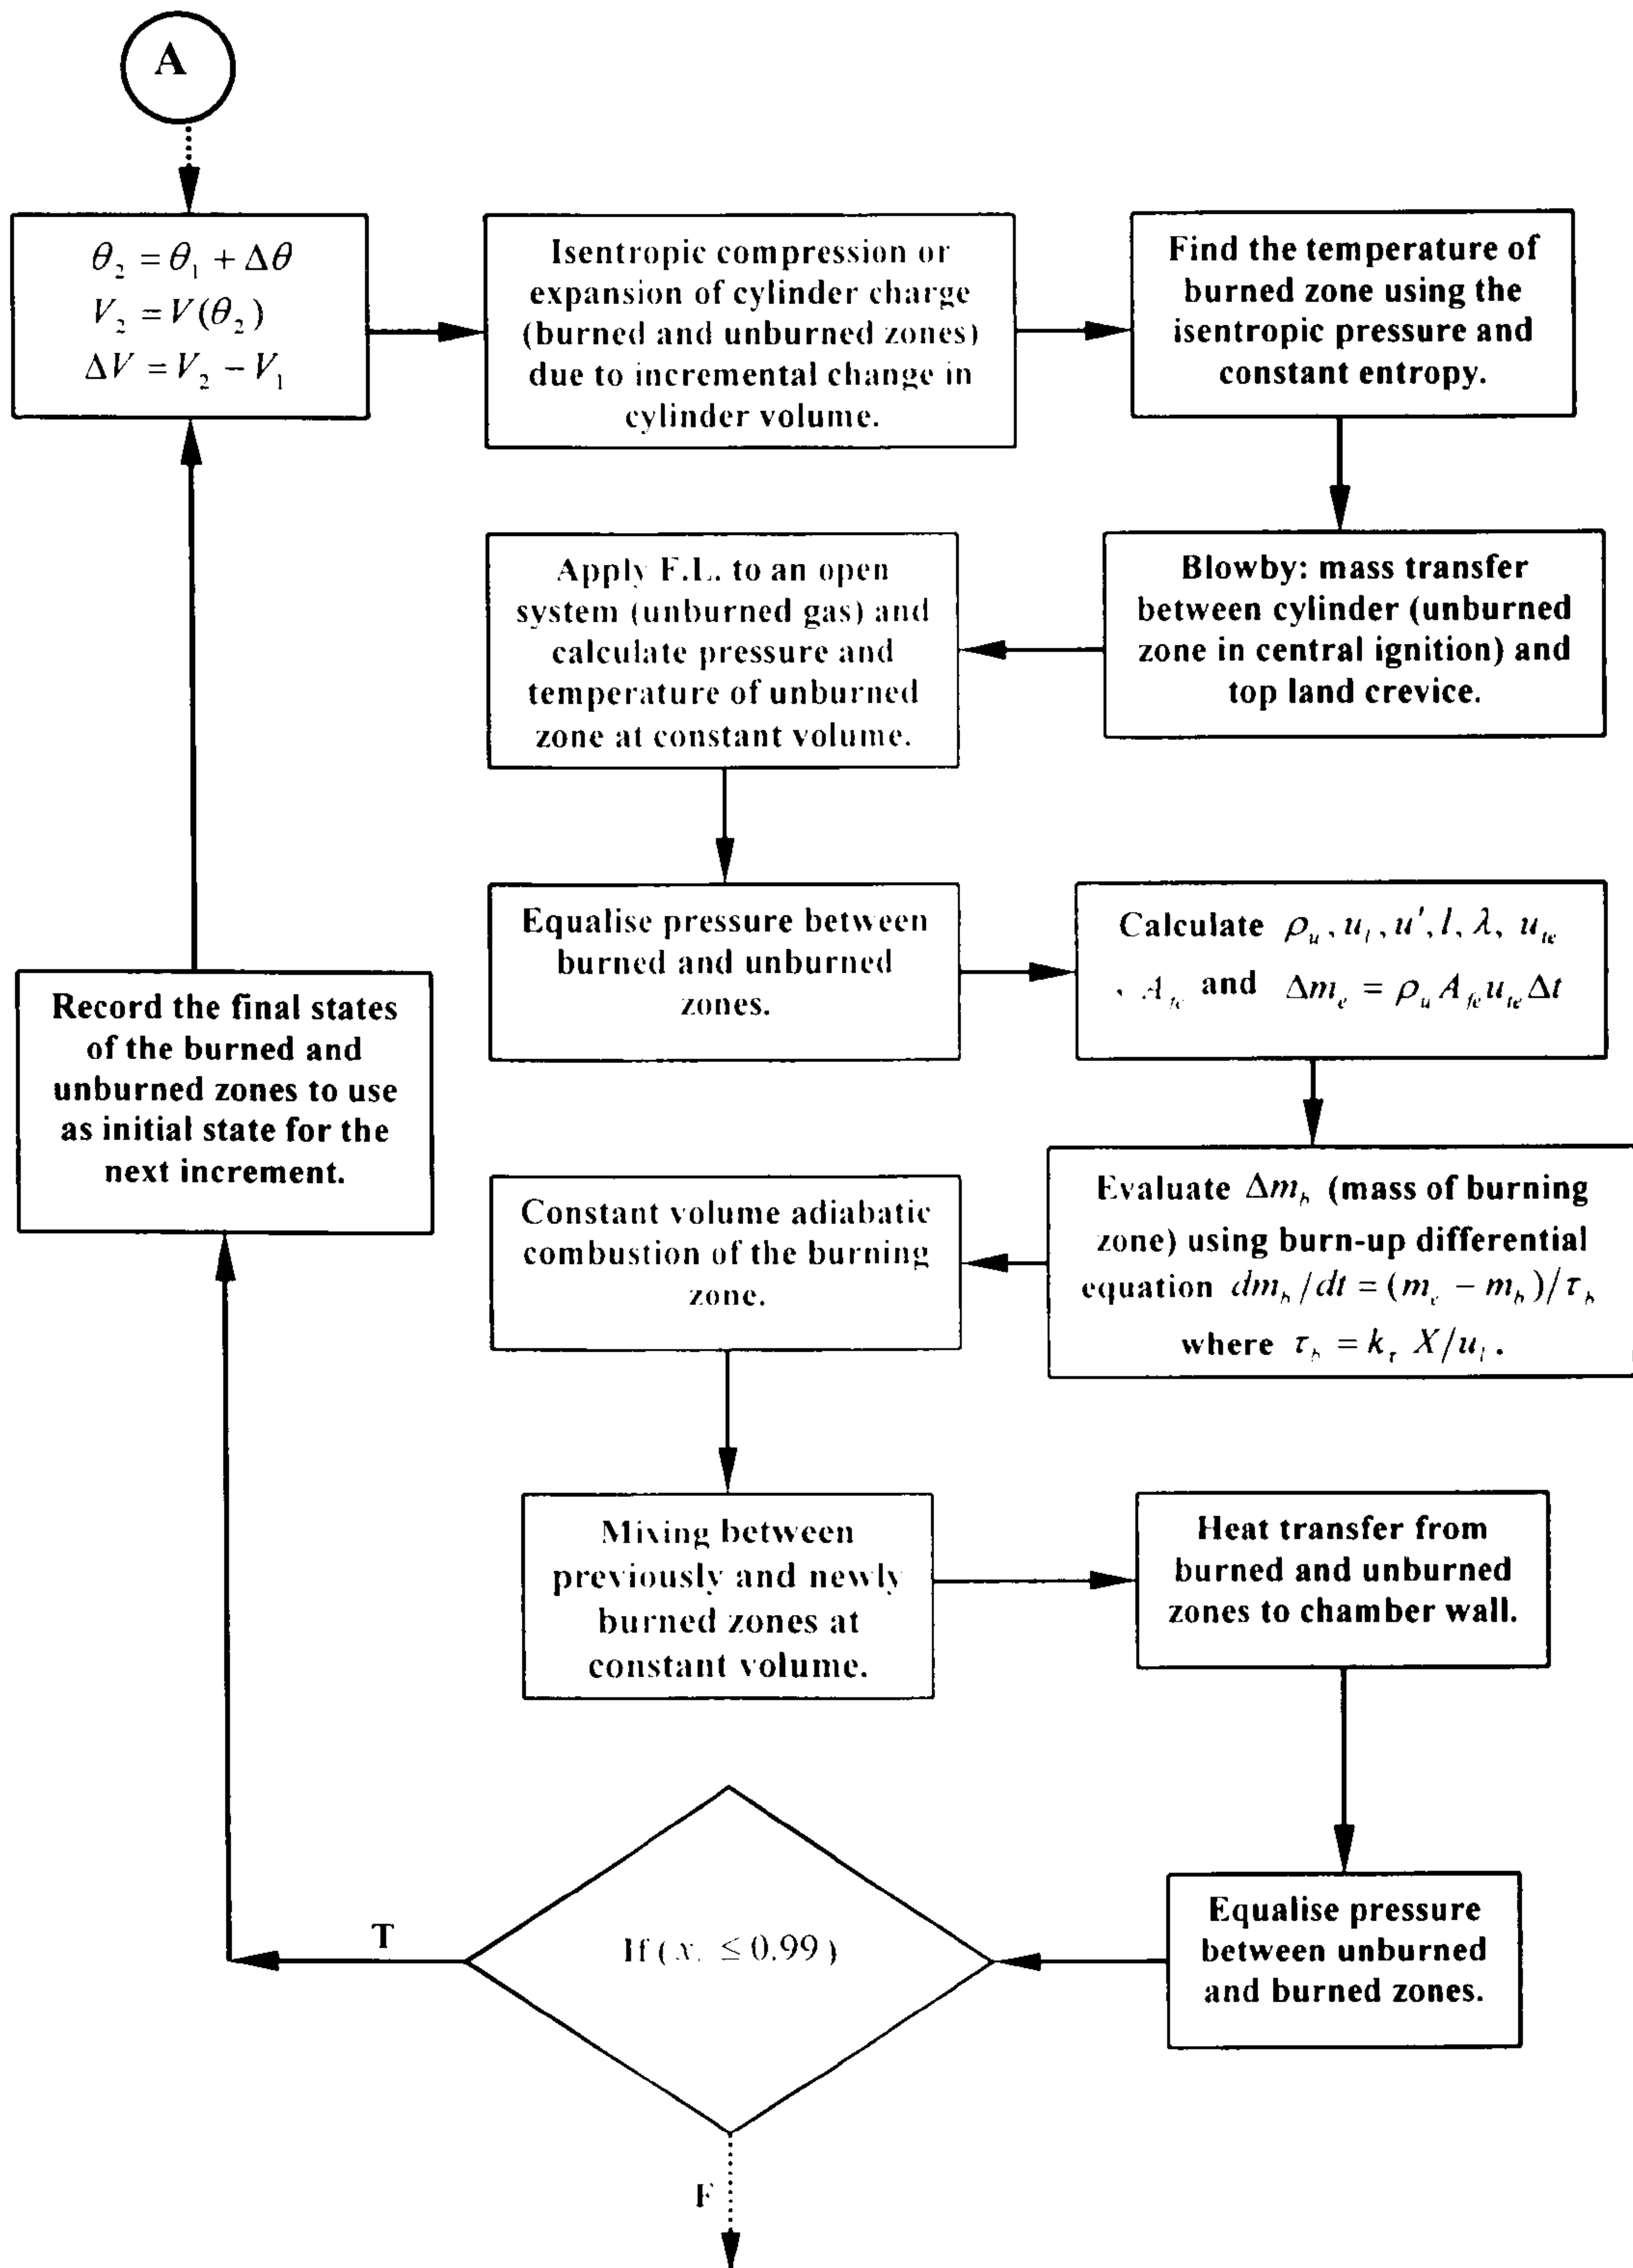 A
θ₂ = θ₁ + Δθ
V₂ = V(θ₂)
ΔV = V₂ − V₁
Isentropic compression or
expansion of cylinder charge
(burned and unburned zones)
due to incremental change in
cylinder volume.
Find the temperature of
burned zone using the
isentropic pressure and
constant entropy.
Blowby: mass transfer
between cylinder (unburned
zone in central ignition) and
top land crevice.
Apply F.L. to an open
system (unburned gas) and
calculate pressure and
temperature of unburned
zone at constant volume.
Equalise pressure between
burned and unburned
zones.
Calculate ρᵤ, uₗ, u', l, λ, u_te
, A_fe and Δm_e = ρᵤ A_fe u_te Δt
Evaluate Δm_b (mass of burning
zone) using burn-up differential
equation dm_b/dt = (m_e − m_b)/τ_b
where τ_b = k_τ X/uₗ.
Constant volume adiabatic
combustion of the burning
zone.
Mixing between
previously and newly
burned zones at
constant volume.
Heat transfer from
burned and unburned
zones to chamber wall.
Equalise pressure
between unburned
and burned zones.
If ( x ≤ 0.99 )
T
F
Record the final states
of the burned and
unburned zones to use
as initial state for the
next increment.